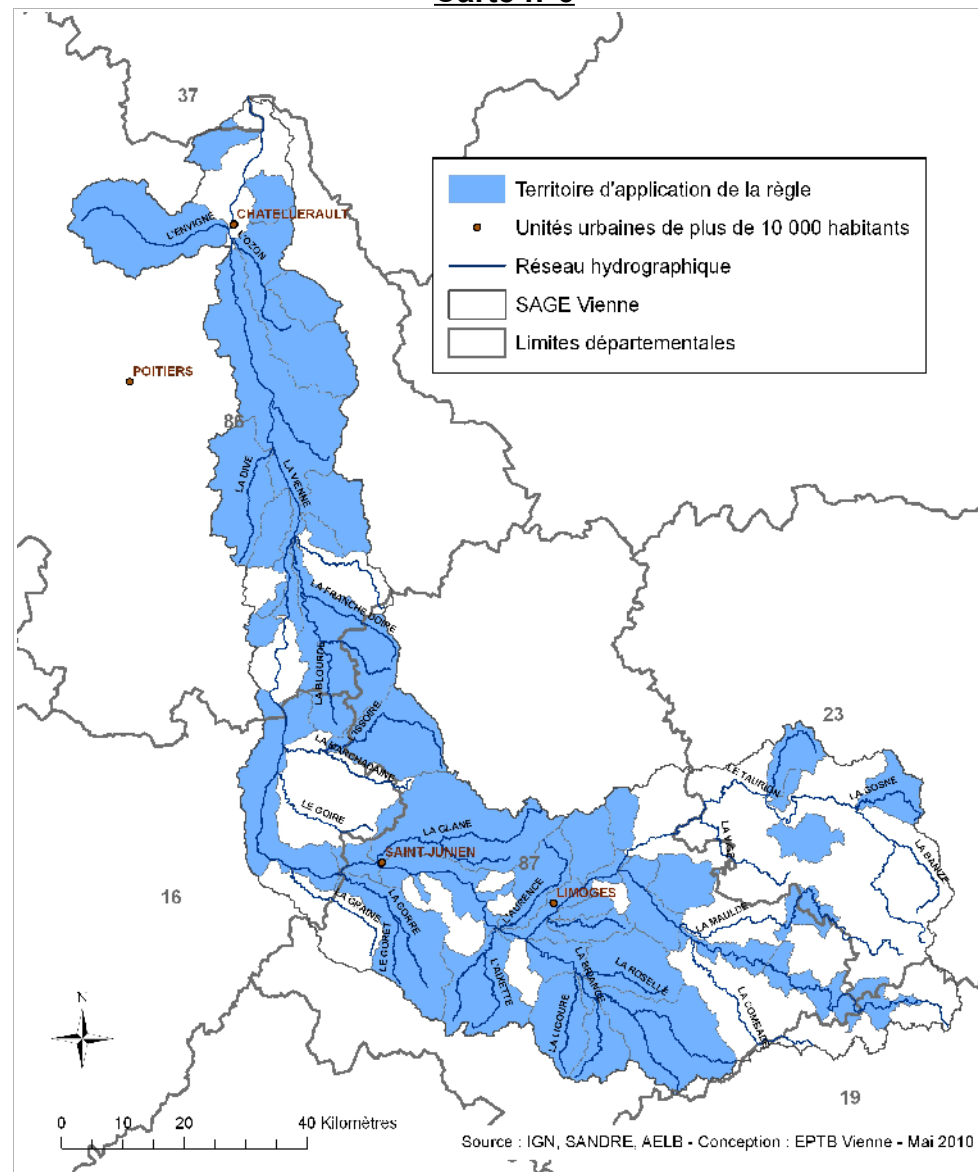 37
Territoire d'application de la règle
Unités urbaines de plus de 10 000 habitants
Réseau hydrographique
SAGE Vienne
Limites départementales
CHATELLERAULT
L'ENVIGNE
L'OZON
POITIERS
86
LA DIVE
LA VIENNE
LA FRANCHE DOIRE
LA BLOURDE
L'ISSOIRE
LA MARCHADAINE
LE GOIRE
23
LE TAURION
LA GOSNE
LA BANIZE
LA GLANE
SAINT-JUNIEN
87
LIMOGES
L'AURENCE
16
LA GRAINE
LA GORRE
LE GORET
LA MAULDE
L'AIXETTE
LA BRIANCE
LA ROSELLE
LA LIGOURE
LA COMBADE
19
N
0 10 20 40 Kilomètres
Source : IGN, SANDRE, AELB - Conception : EPTB Vienne - Mai 2010